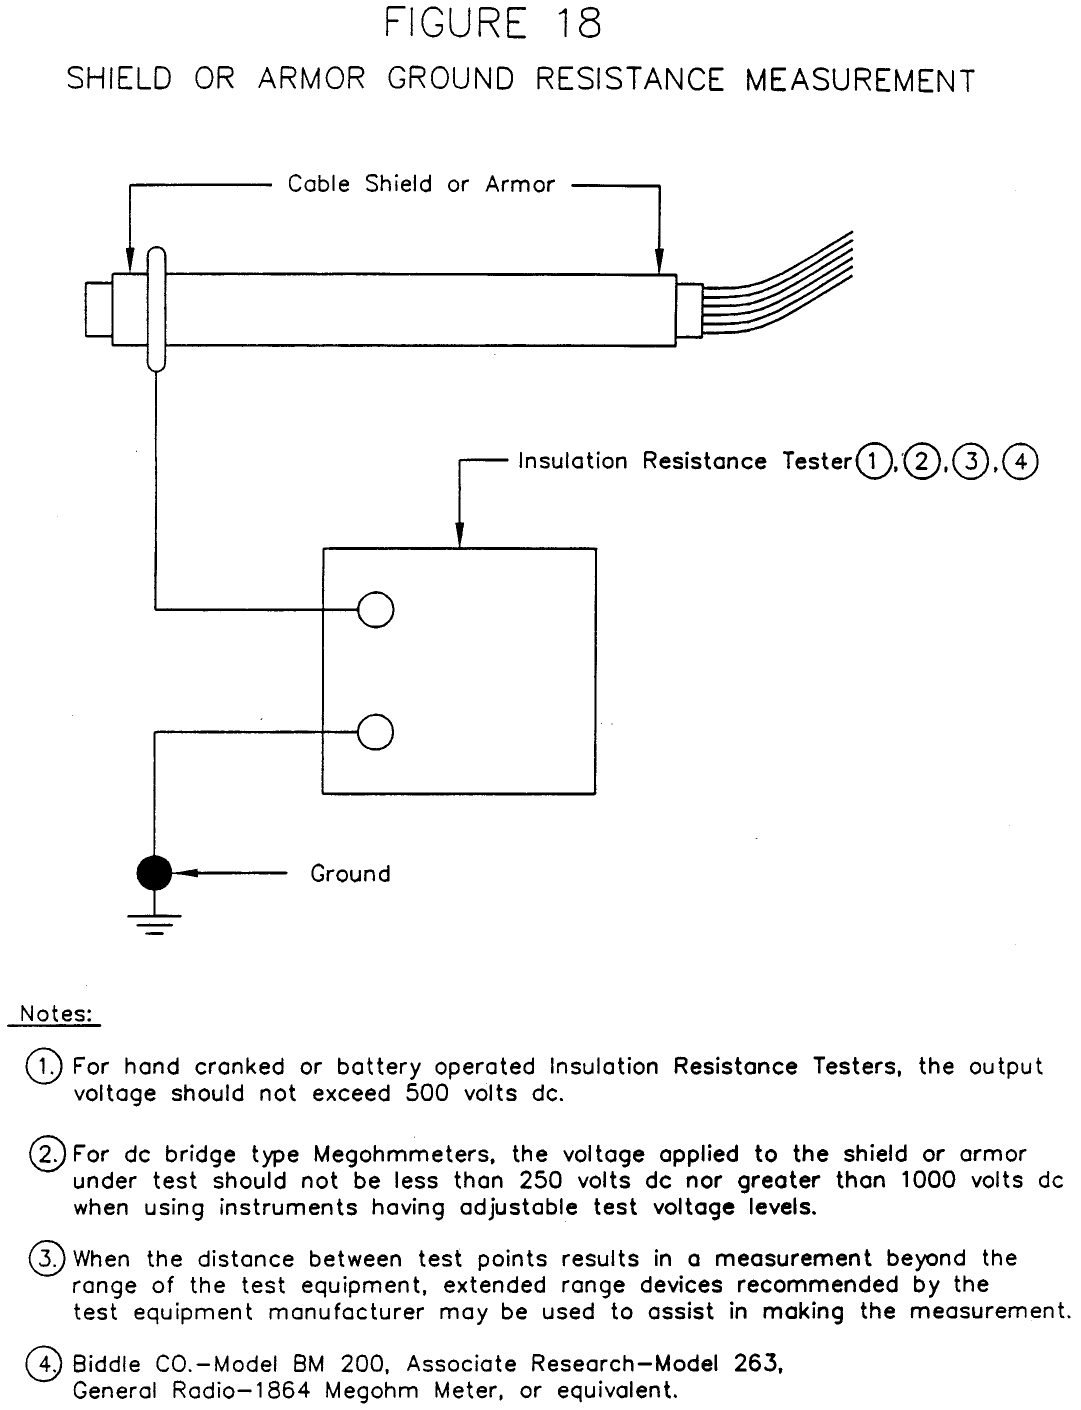 FIGURE 18
SHIELD OR ARMOR GROUND RESISTANCE MEASUREMENT
Cable Shield or Armor
Insulation Resistance Tester 1, 2, 3, 4
Ground
Notes:
1. For hand cranked or battery operated Insulation Resistance Testers, the output
voltage should not exceed 500 volts dc.
2. For dc bridge type Megohmmeters, the voltage applied to the shield or armor
under test should not be less than 250 volts dc nor greater than 1000 volts dc
when using instruments having adjustable test voltage levels.
3. When the distance between test points results in a measurement beyond the
range of the test equipment, extended range devices recommended by the
test equipment manufacturer may be used to assist in making the measurement.
4. Biddle CO.-Model BM 200, Associate Research-Model 263,
General Radio-1864 Megohm Meter, or equivalent.